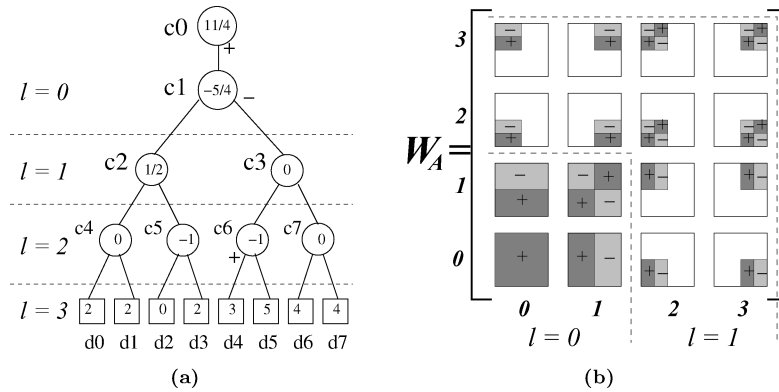 c0 11/4
+
l = 0 c1 −5/4 −
l = 1 c2 1/2 c3 0
l = 2 c4 0 c5 −1 c6 −1 c7 0
+
l = 3 2 2 0 2 3 5 4 4
d0 d1 d2 d3 d4 d5 d6 d7
(a)
W_A =
3 − + − + − + − + − + −
2 − + − + − + − + − + −
1 − + − + + − + − + −
0 + + − + − + −
0 1 2 3
l = 0 l = 1
(b)